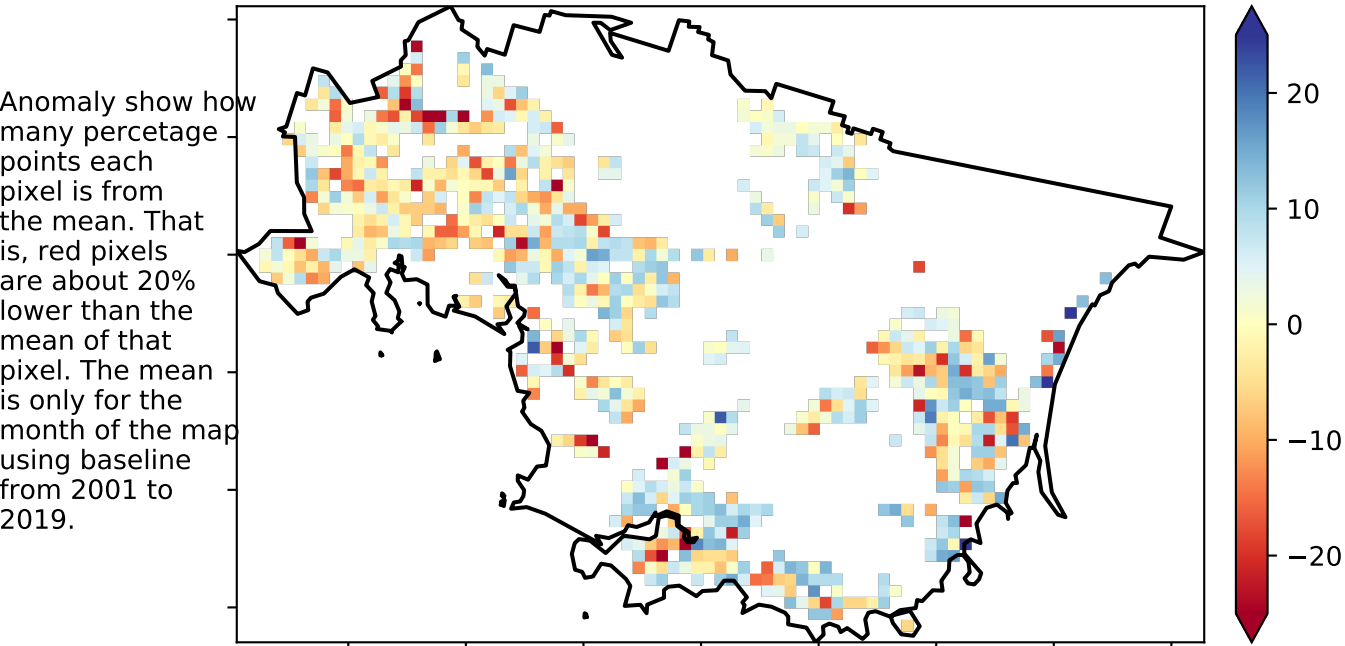 Anomaly show how
many percetage
points each
pixel is from
the mean. That
is, red pixels
are about 20%
lower than the
mean of that
pixel. The mean
is only for the
month of the map
using baseline
from 2001 to
2019.
20
10
0
−10
−20